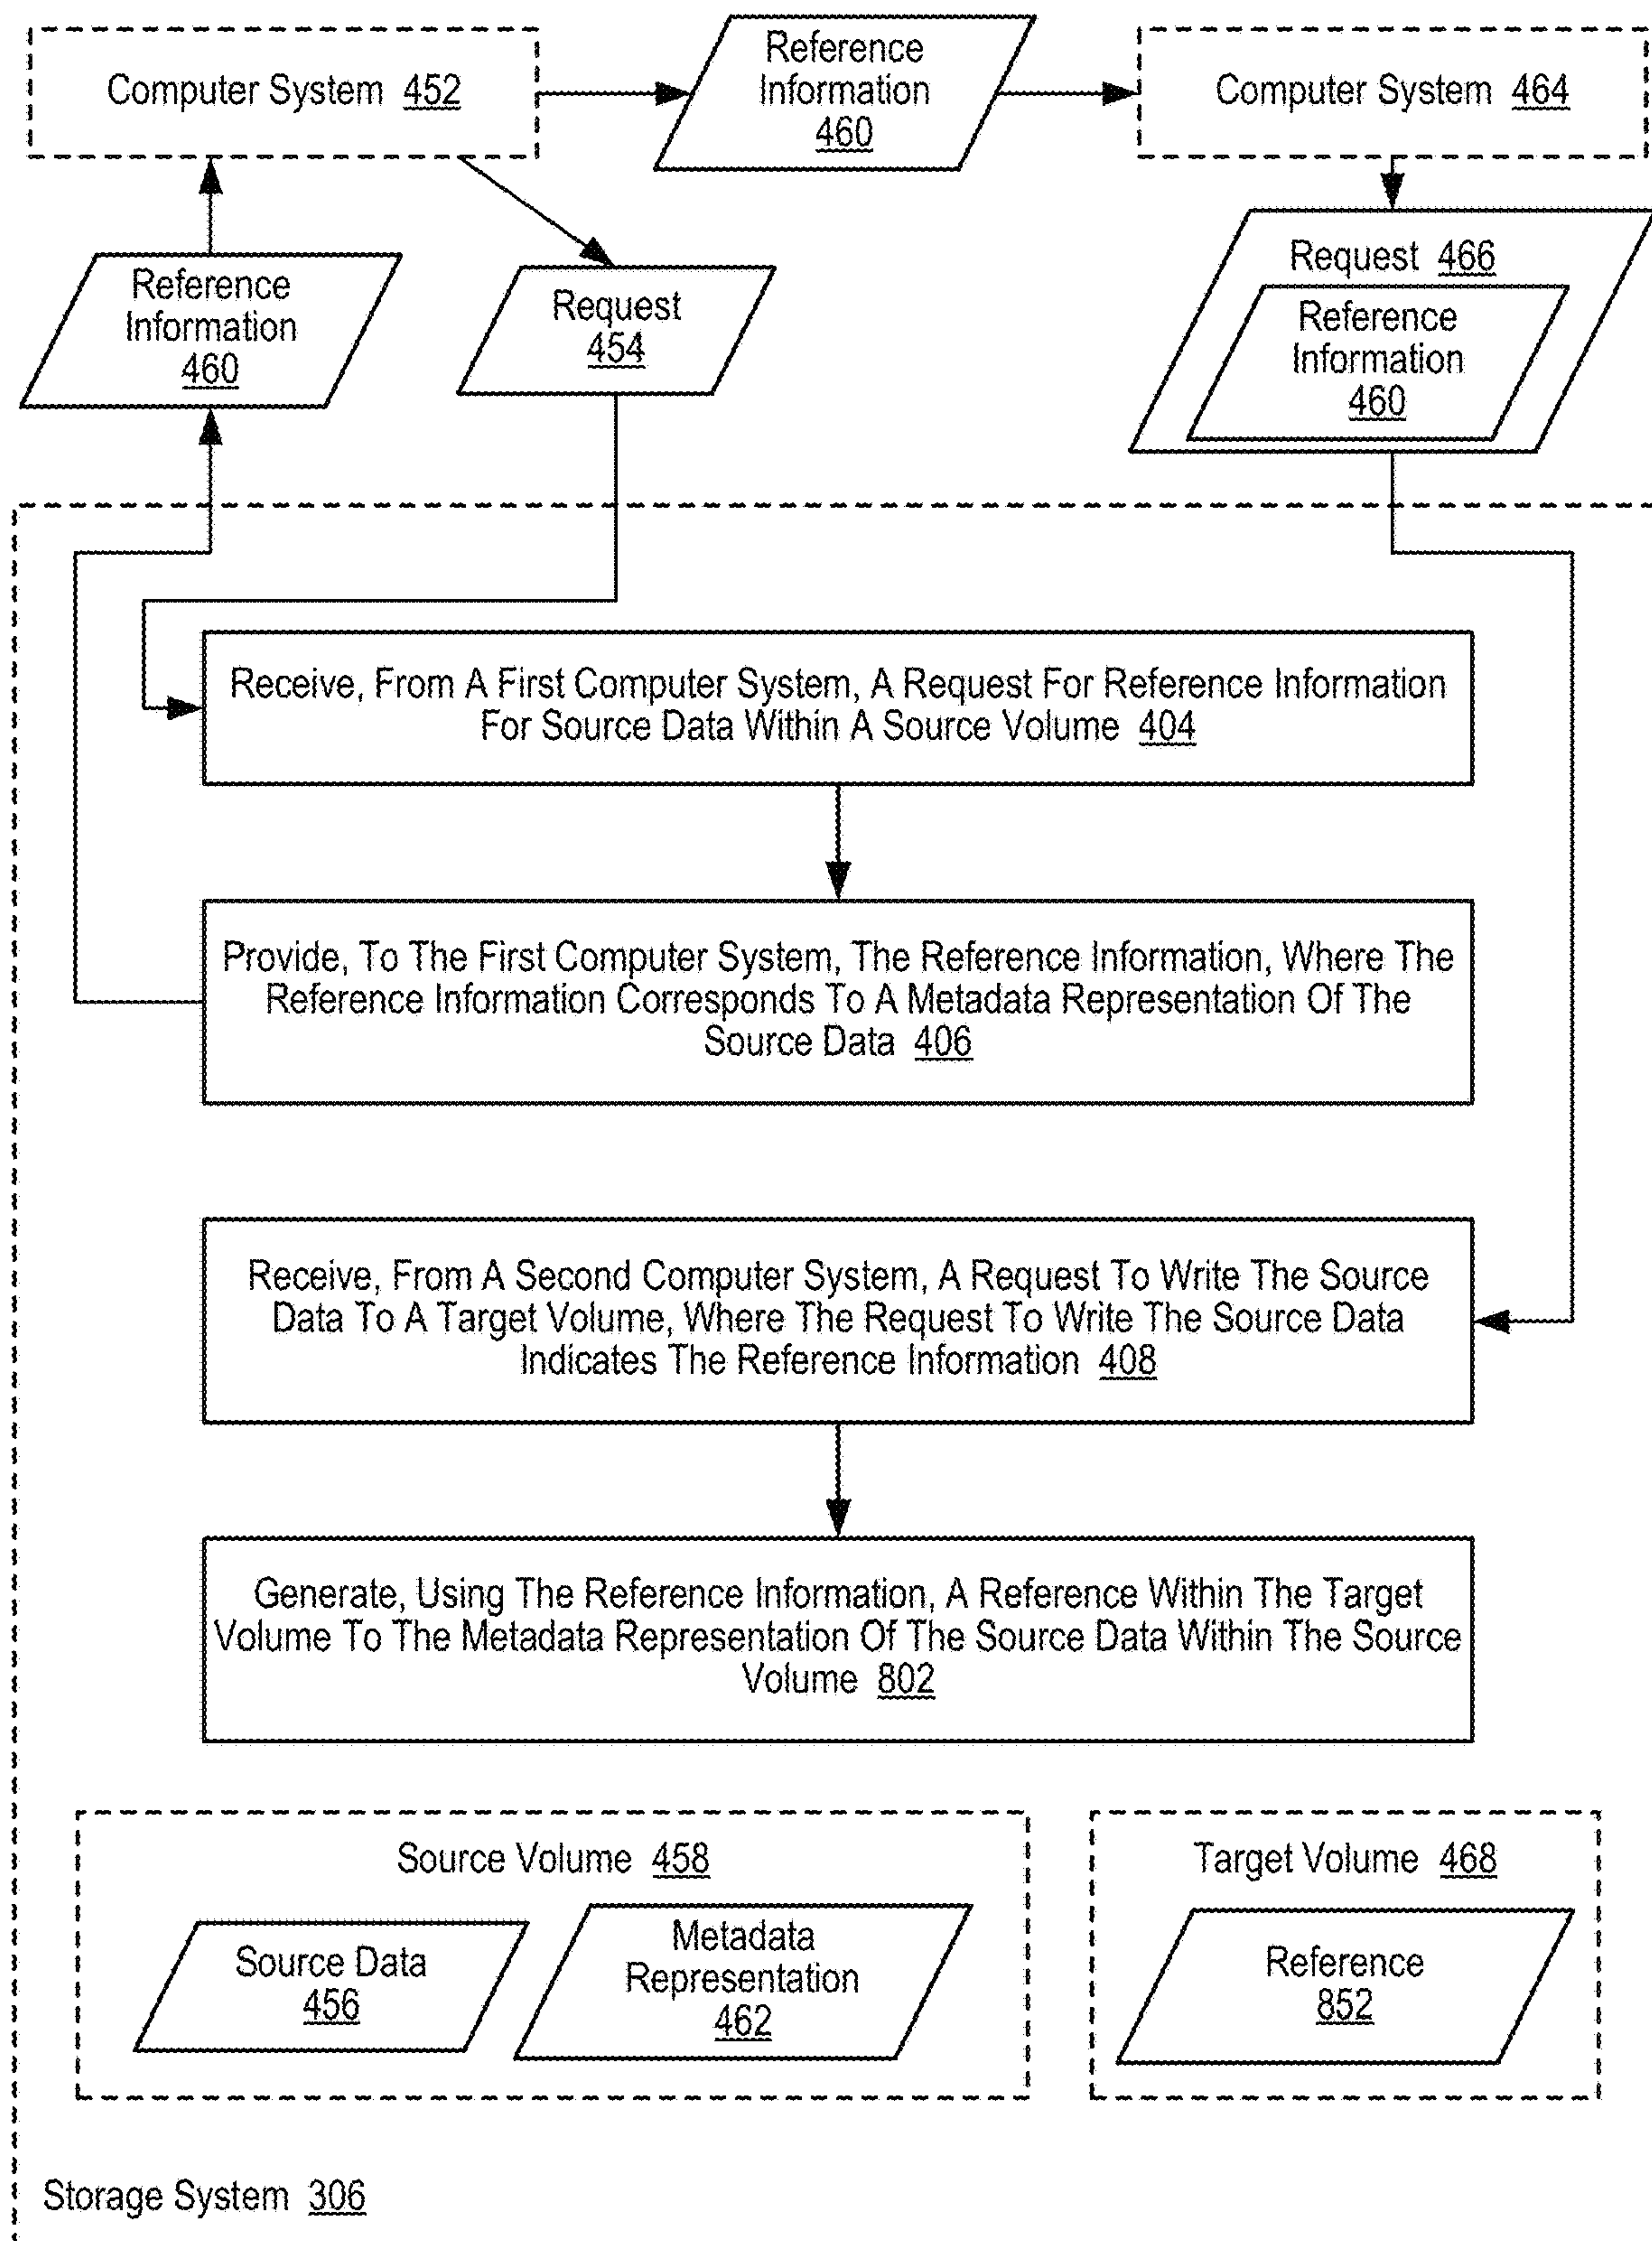 Computer System 452
Reference
Information
460
Computer System 464
Reference
Information
460
Request
454
Request 466
Reference
Information
460
Receive, From A First Computer System, A Request For Reference Information
For Source Data Within A Source Volume 404
Provide, To The First Computer System, The Reference Information, Where The
Reference Information Corresponds To A Metadata Representation Of The
Source Data 406
Receive, From A Second Computer System, A Request To Write The Source
Data To A Target Volume, Where The Request To Write The Source Data
Indicates The Reference Information 408
Generate, Using The Reference Information, A Reference Within The Target
Volume To The Metadata Representation Of The Source Data Within The Source
Volume 802
Source Volume 458
Source Data
456
Metadata
Representation
462
Target Volume 468
Reference
852
Storage System 306